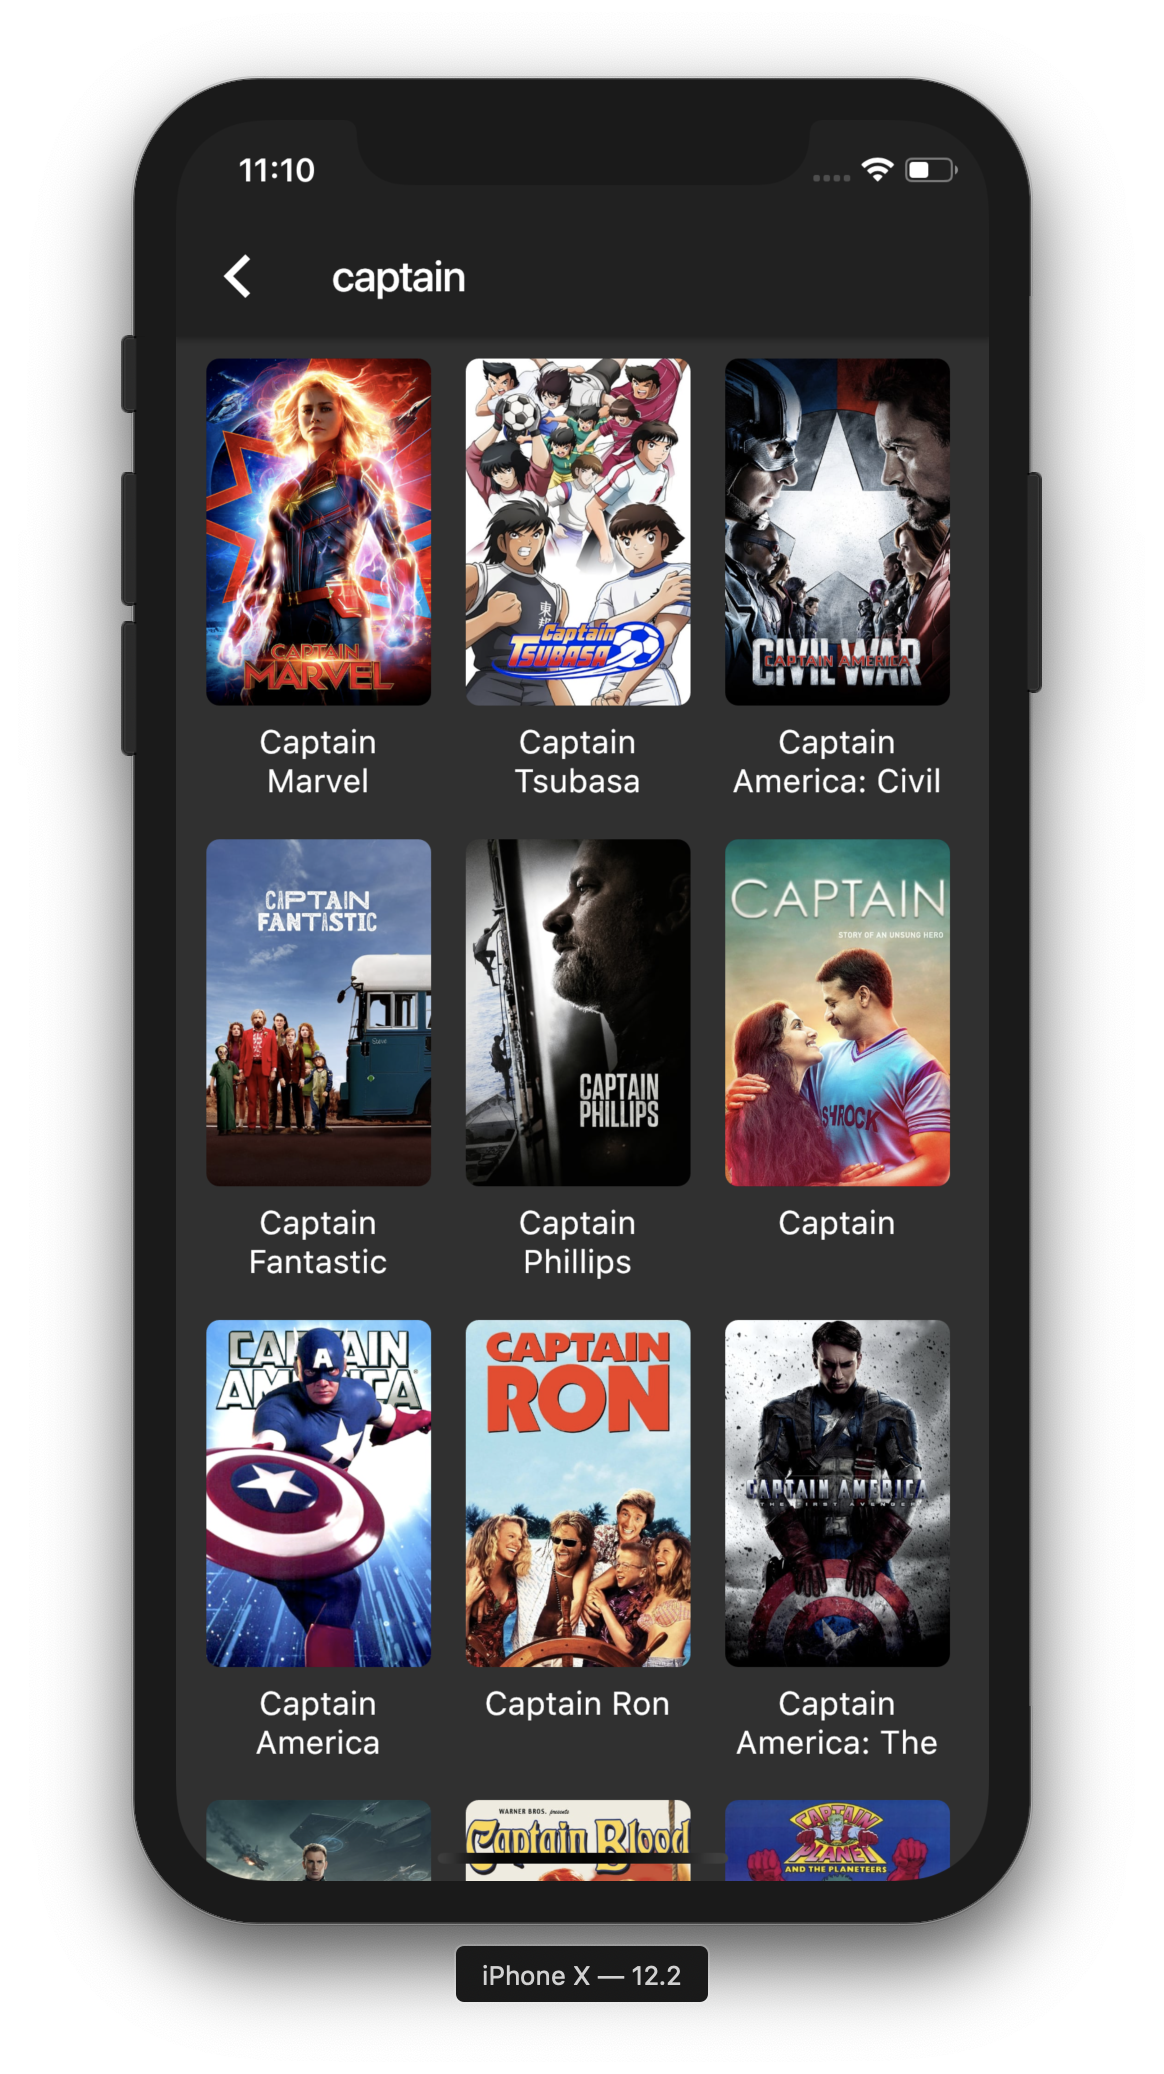 11:10
captain
CAPTAIN
MARVEL
Captain
TSUBASA
東邦
CIVIL WAR
CAPTAIN AMERICA
Captain
Marvel
Captain
Tsubasa
Captain
America: Civil
CAPTAIN
FANTASTIC
CAPTAIN
PHILLIPS
CAPTAIN
STORY OF AN UNSUNG HERO
SHROCK
Captain
Fantastic
Captain
Phillips
Captain
CAPTAIN
AMERICA
A
CAPTAIN
RON
CAPTAIN AMERICA
THE FIRST AVENGER
Captain
America
Captain Ron
Captain
America: The
WARNER BROS. presents
Captain Blood
CAPTAIN
PLANET
AND THE PLANETEERS
iPhone X — 12.2